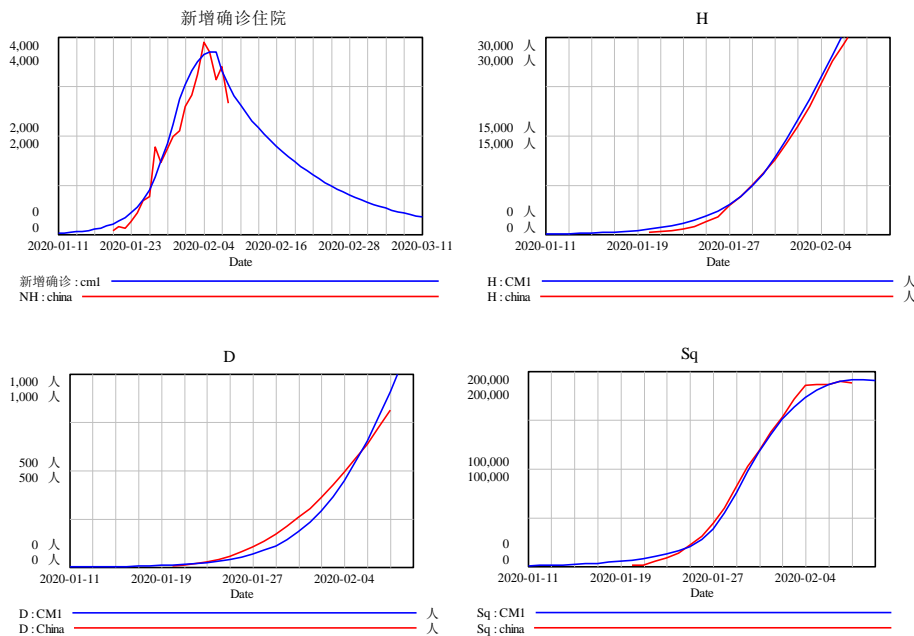 新增确诊住院
4,000
4,000
2,000
2,000
0
0
2020-01-11 2020-01-23 2020-02-04 2020-02-16 2020-02-28 2020-03-11
Date
新增确诊 : cm1
NH : china
H
30,000 人
30,000 人
15,000 人
15,000 人
0 人
0 人
2020-01-11 2020-01-19 2020-01-27 2020-02-04
Date
H : CM1 人
H : china 人
D
1,000 人
1,000 人
500 人
500 人
0 人
0 人
2020-01-11 2020-01-19 2020-01-27 2020-02-04
Date
D : CM1 人
D : China 人
Sq
200,000
200,000
100,000
100,000
0
0
2020-01-11 2020-01-19 2020-01-27 2020-02-04
Date
Sq : CM1
Sq : china